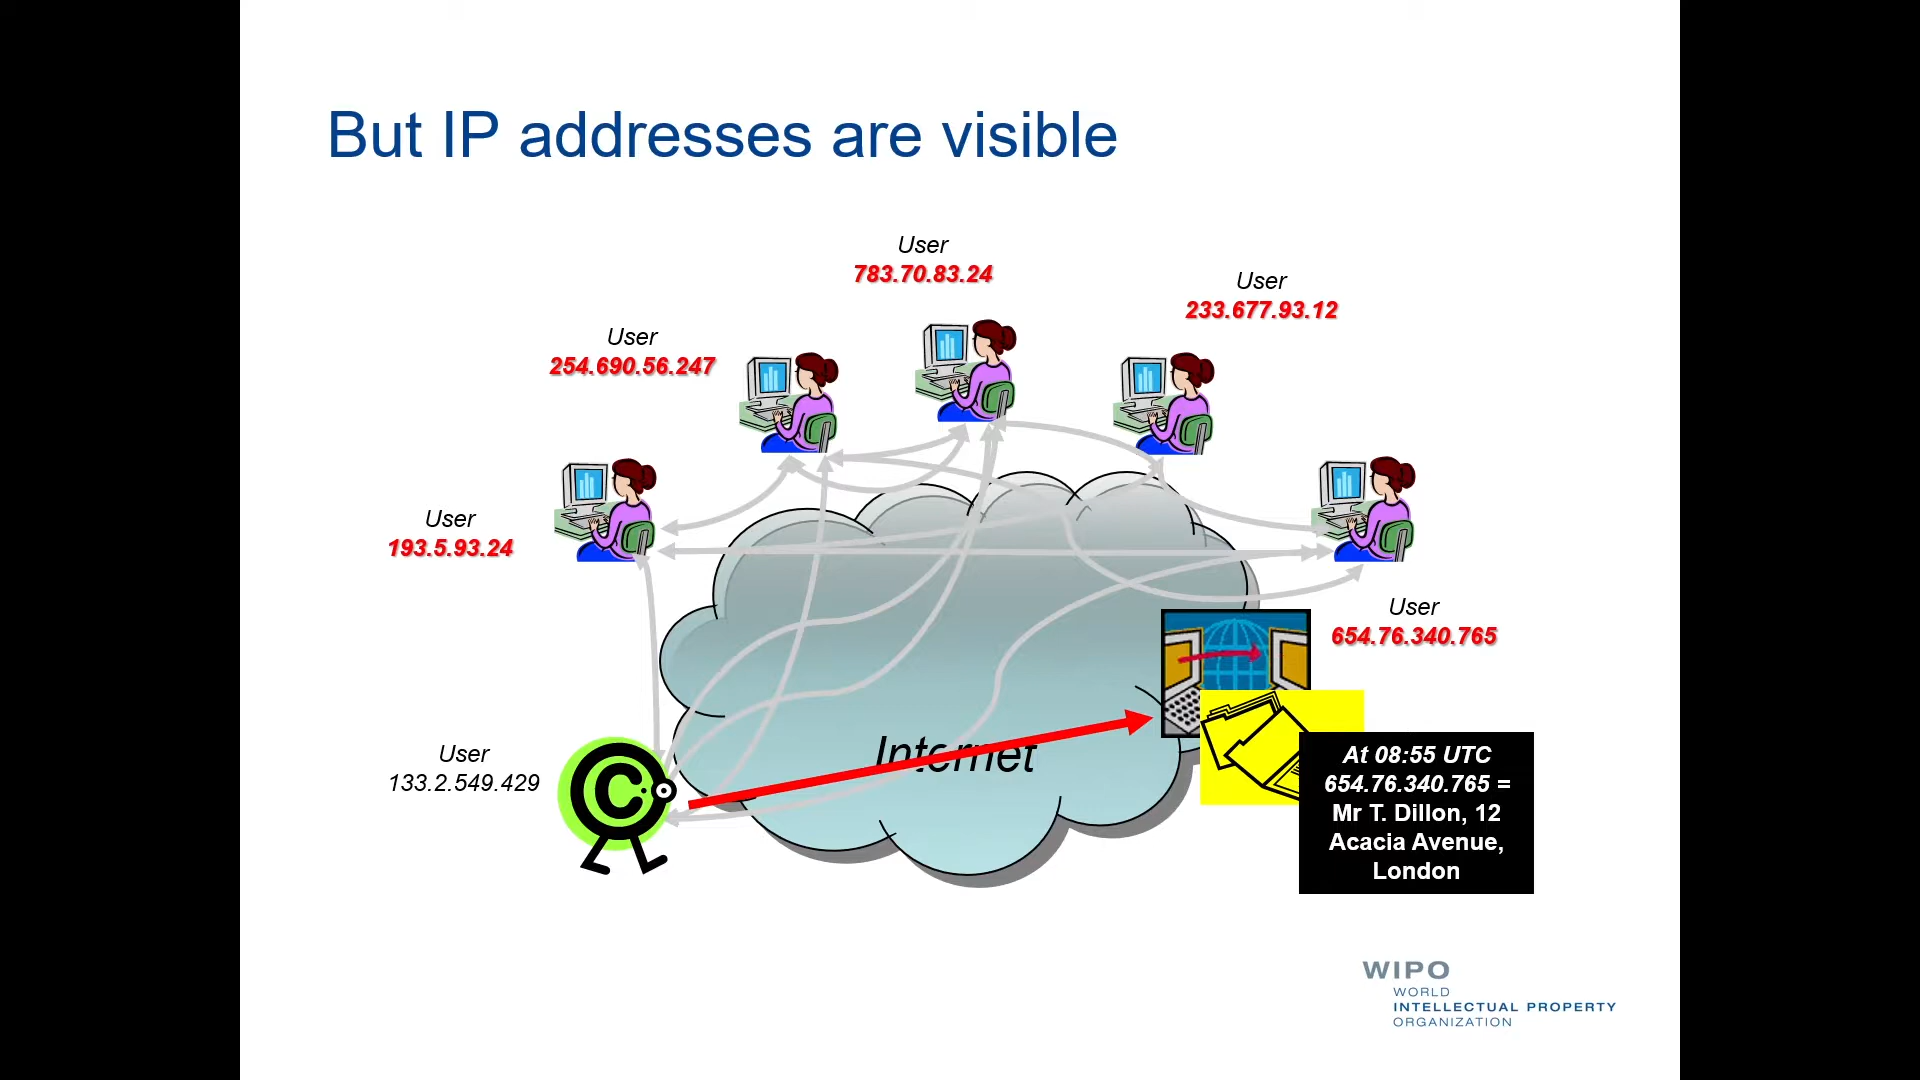 But IP addresses are visible
User
783.70.83.24
User
233.677.93.12
User
254.690.56.247
User
193.5.93.24
User
654.76.340.765
Internet
User
133.2.549.429
C
At 08:55 UTC
654.76.340.765 =
Mr T. Dillon, 12
Acacia Avenue,
London
WIPO
WORLD
INTELLECTUAL PROPERTY
ORGANIZATION